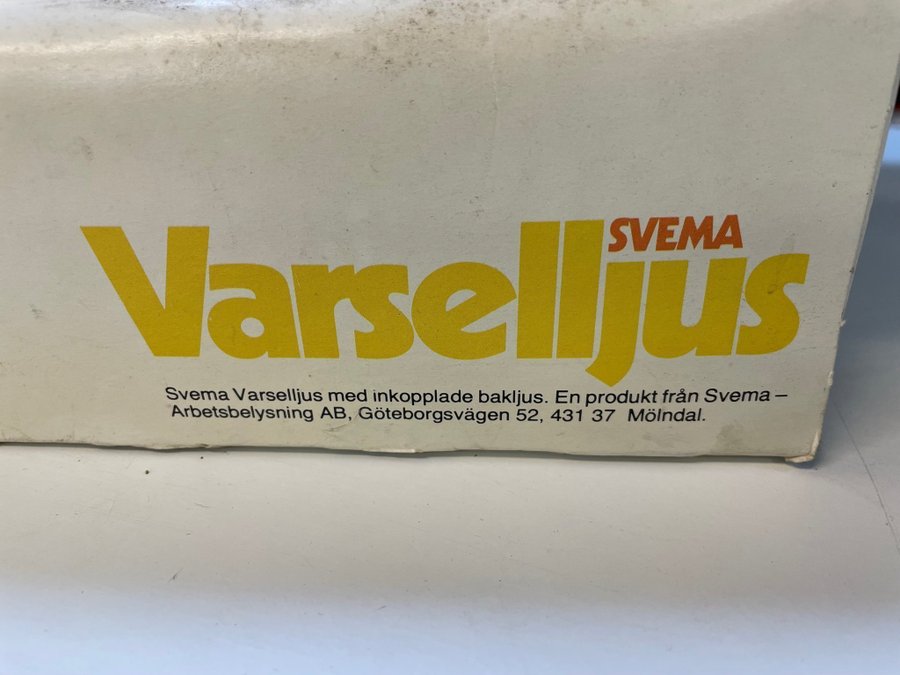 SVEMA
Varselljus
Svema Varselljus med inkopplade bakljus. En produkt från Svema –
Arbetsbelysning AB, Göteborgsvägen 52, 431 37 Mölndal.